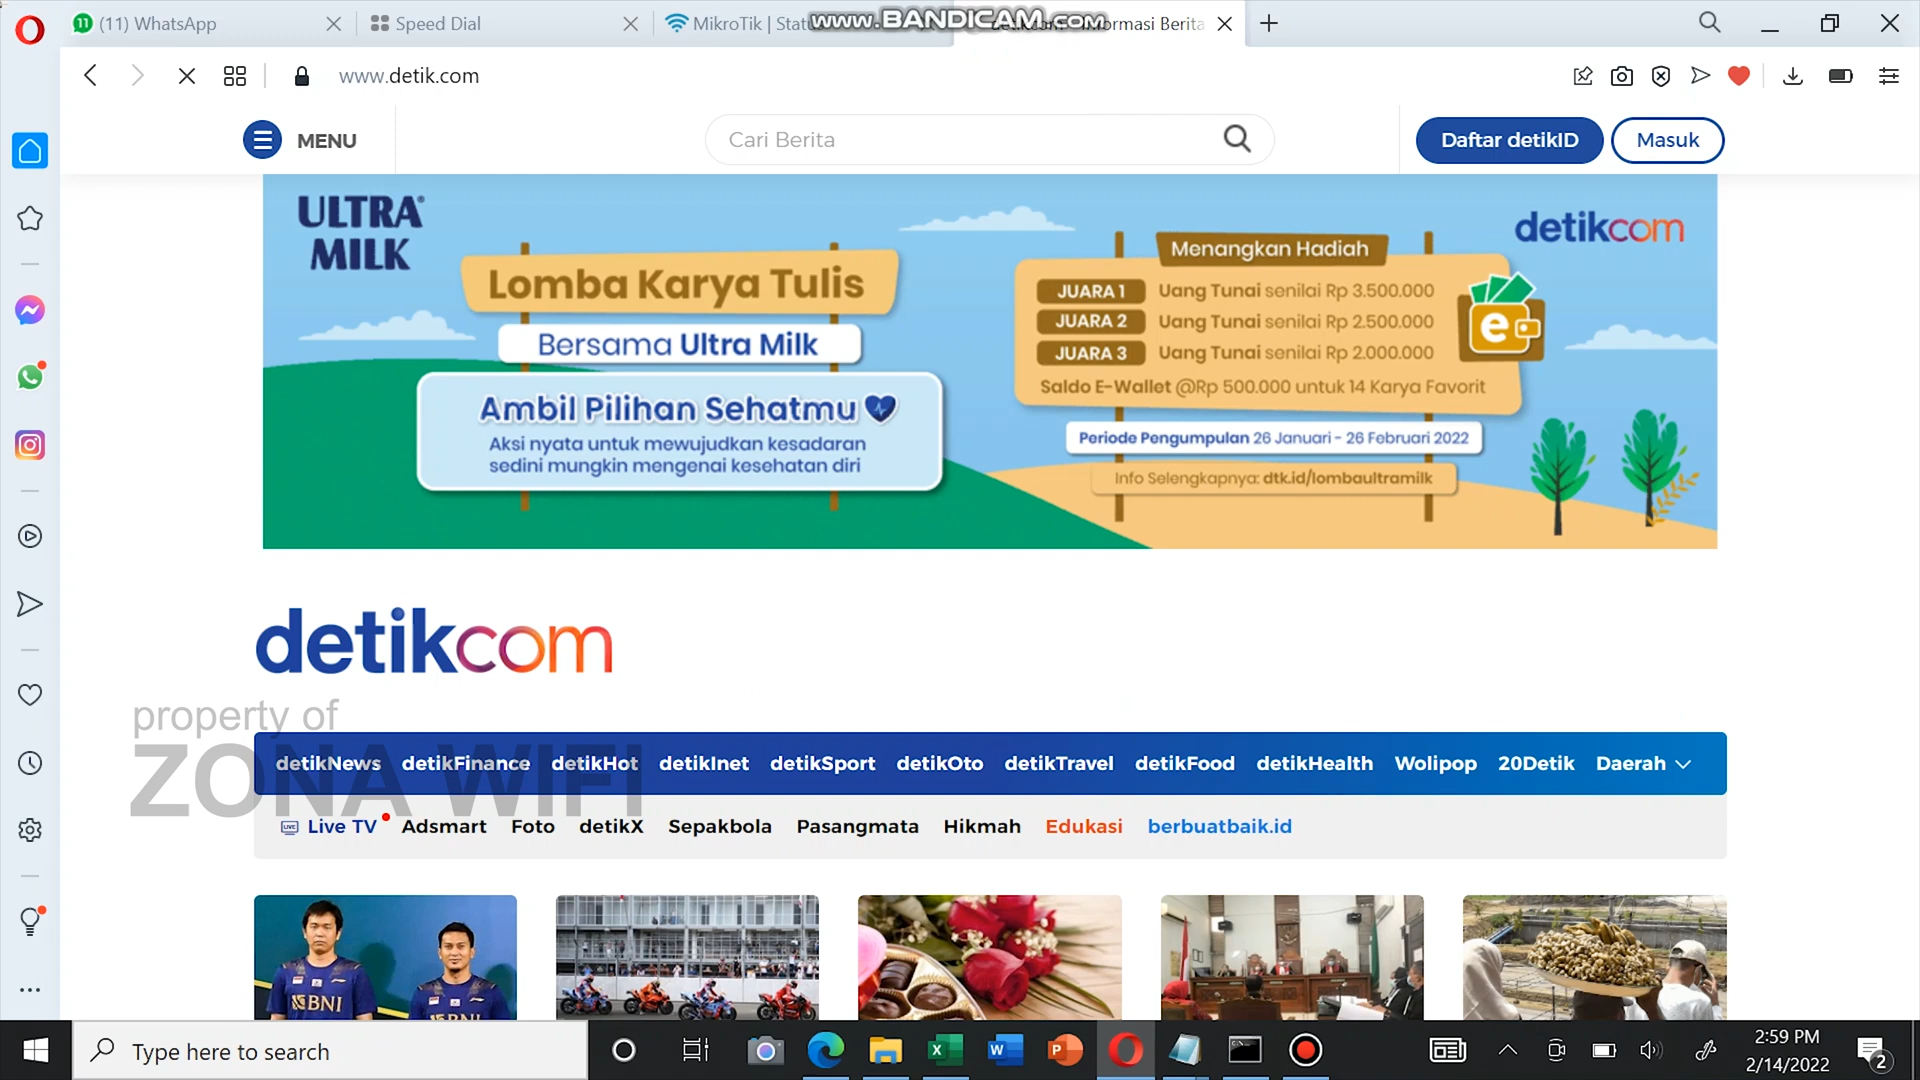 (11) WhatsApp
Speed Dial
MikroTik | Stat
www.BANDICAM.com
Informasi Berita
www.detik.com
MENU
Cari Berita
Daftar detikID
Masuk
ULTRA
MILK
Lomba Karya Tulis
Bersama Ultra Milk
Ambil Pilihan Sehatmu
Aksi nyata untuk mewujudkan kesadaran
sedini mungkin mengenai kesehatan diri
detikcom
Menangkan Hadiah
JUARA 1 Uang Tunai senilai Rp 3.500.000
JUARA 2 Uang Tunai senilai Rp 2.500.000
JUARA 3 Uang Tunai senilai Rp 2.000.000
e
Saldo E-Wallet @Rp 500.000 untuk 14 Karya Favorit
Periode Pengumpulan 26 Januari - 26 Februari 2022
Info Selengkapnya: dtk.id/lombaultramilk
detikcom
property of
ZONA WIFI
detikNews detikFinance detikHot detikInet detikSport detikOto detikTravel detikFood detikHealth Wolipop 20Detik Daerah
LIVE Live TV Adsmart Foto detikX Sepakbola Pasangmata Hikmah Edukasi berbuatbaik.id
BNI
BNI
Type here to search
2:59 PM
2/14/2022
2